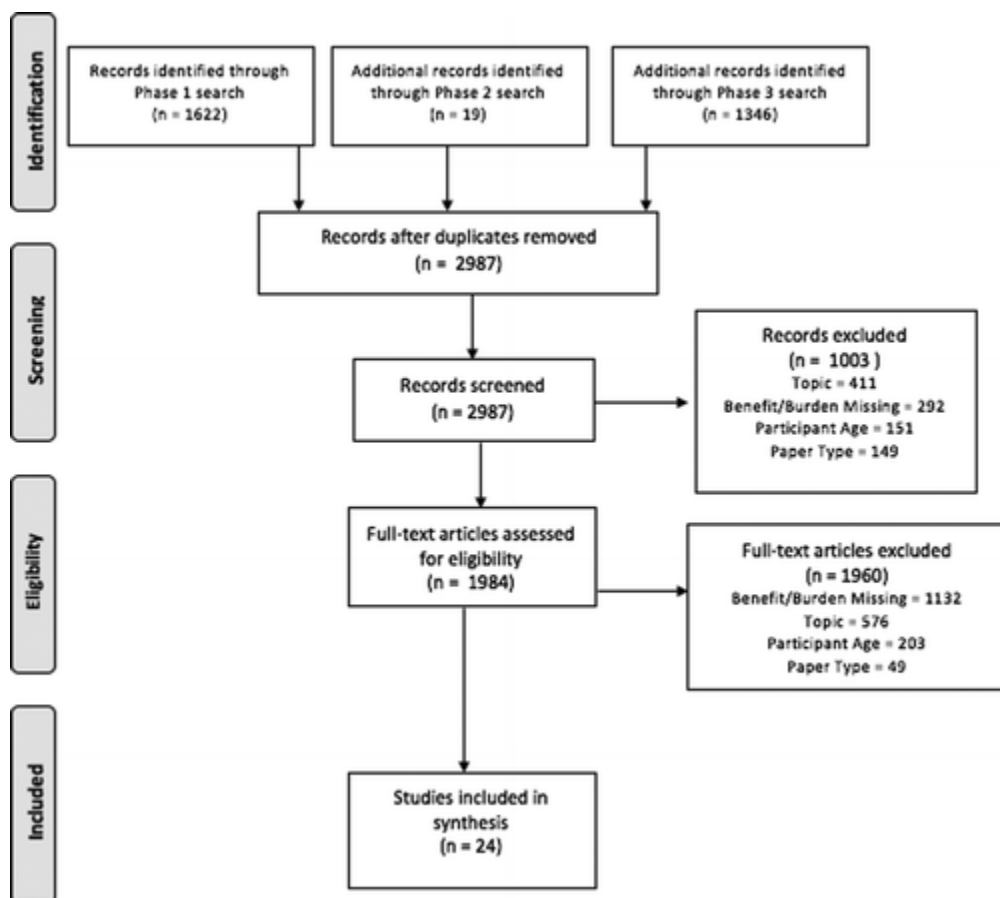 Identification
Records identified through
Phase 1 search
(n = 1622)
Additional records identified
through Phase 2 search
(n = 19)
Additional records identified
through Phase 3 search
(n = 1346)
Records after duplicates removed
(n = 2987)
Screening
Records screened
(n = 2987)
Records excluded
(n = 1003 )
Topic = 411
Benefit/Burden Missing = 292
Participant Age = 151
Paper Type = 149
Eligibility
Full-text articles assessed
for eligibility
(n = 1984)
Full-text articles excluded
(n = 1960)
Benefit/Burden Missing = 1132
Topic = 576
Participant Age = 203
Paper Type = 49
Included
Studies included in
synthesis
(n = 24)